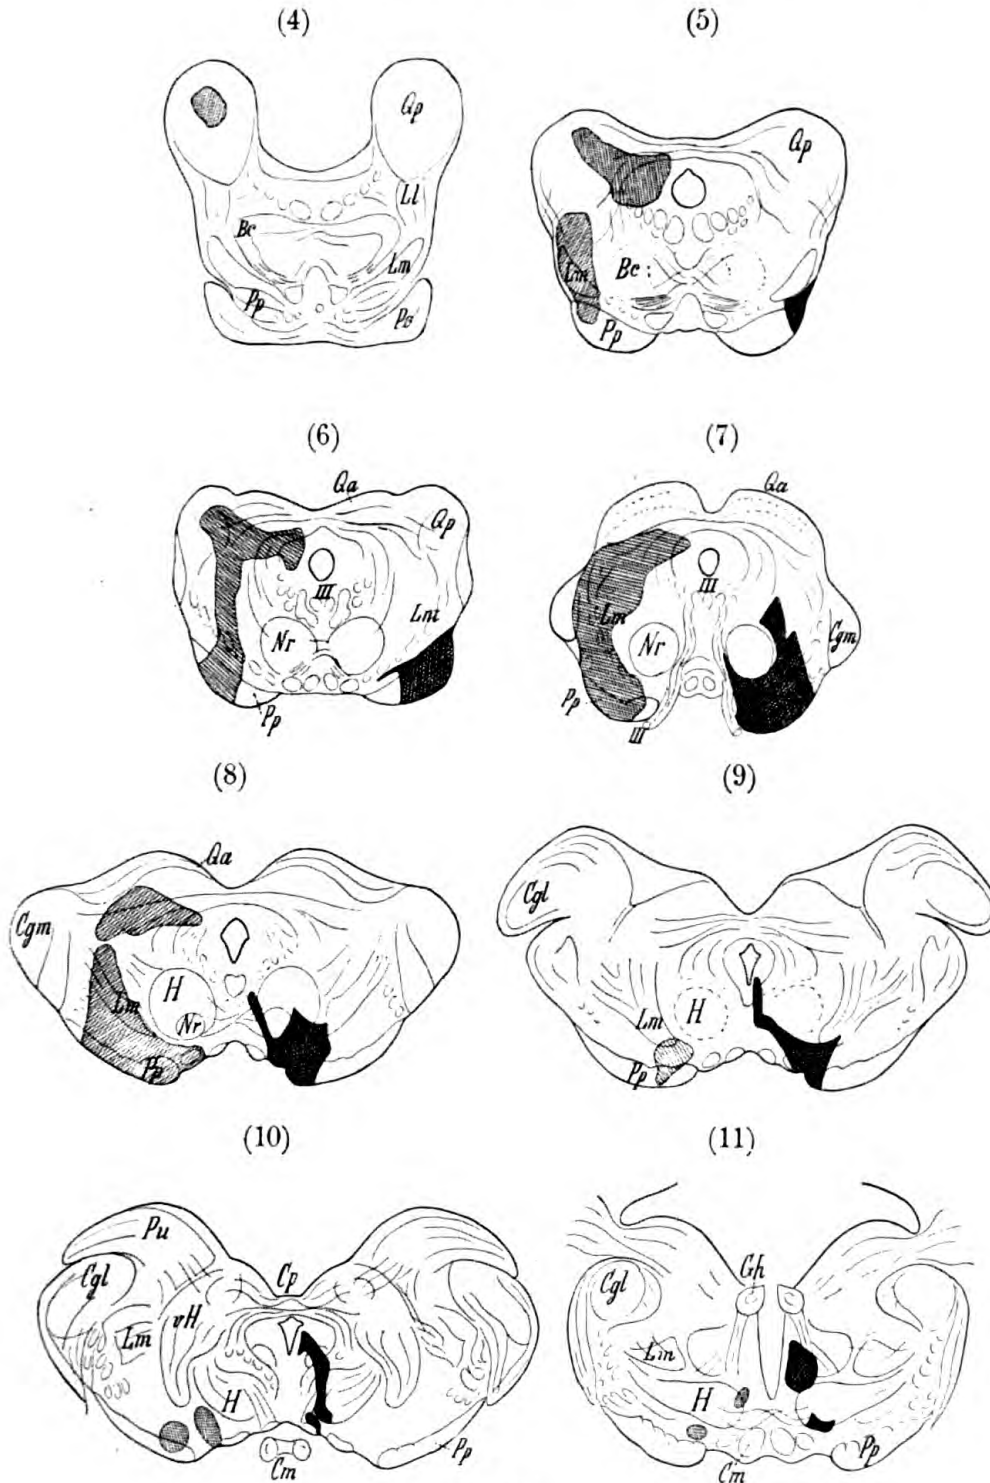 (4)
Qp
Ll
Bc
Lm
Pp
(5)
Qp
Lm
Bc
Pp
(6)
Qa
Qp
III
Nr
Pp
(7)
Qa
III
Lm
Nr
Cgm
Pp
III
(8)
Qa
Cgm
H
Lm
Nr
Pp
(9)
Cgl
H
Lm
Pp
(10)
Pu
Cgl
Cp
vH
Lm
H
Pp
Cm
(11)
Gh
Cgl
Lm
H
Pp
Cm